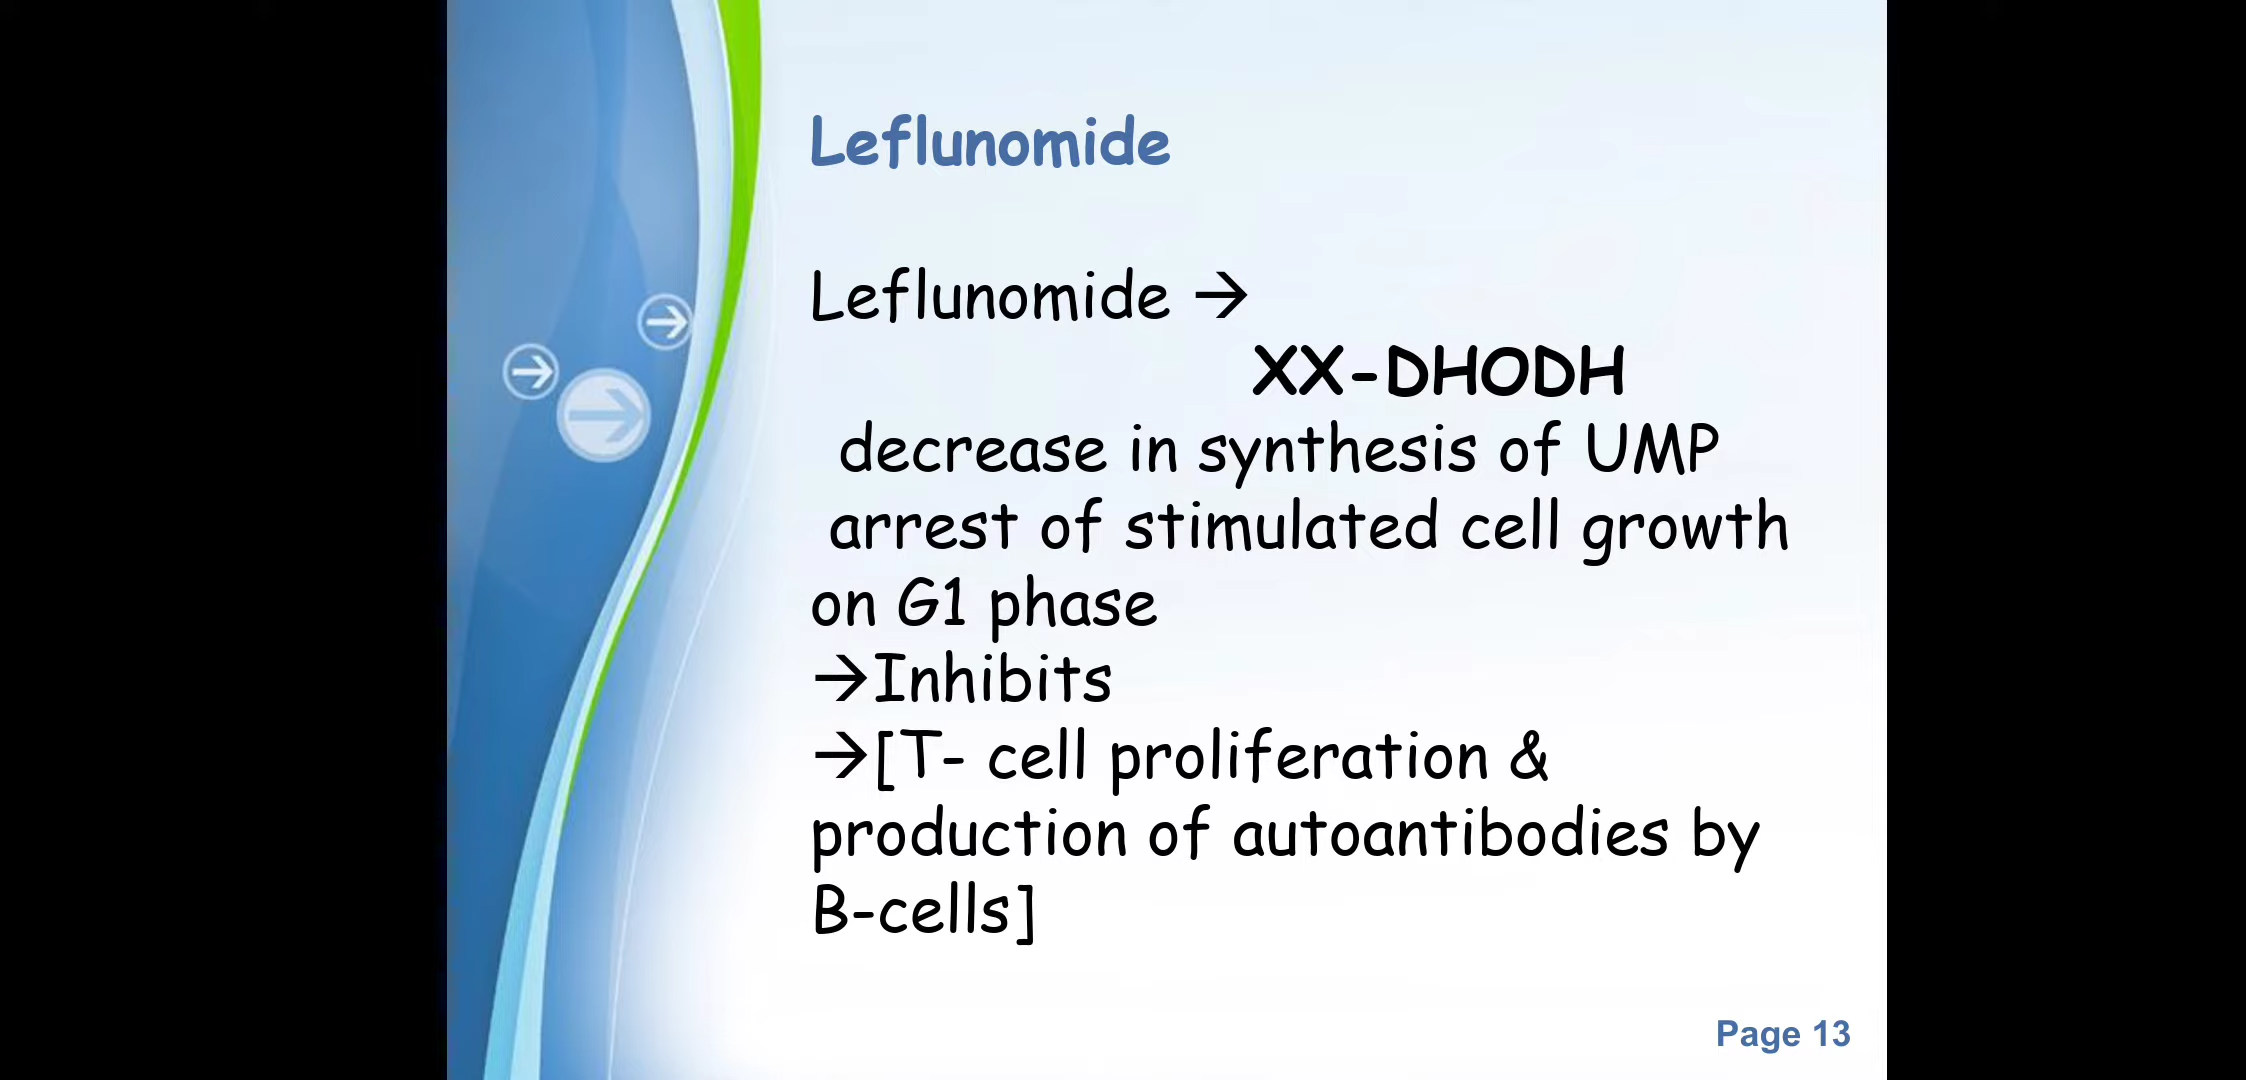 Leflunomide
Leflunomide →
XX-DHODH
decrease in synthesis of UMP
arrest of stimulated cell growth
on G1 phase
→Inhibits
→[T- cell proliferation &
production of autoantibodies by
B-cells]
Page 13